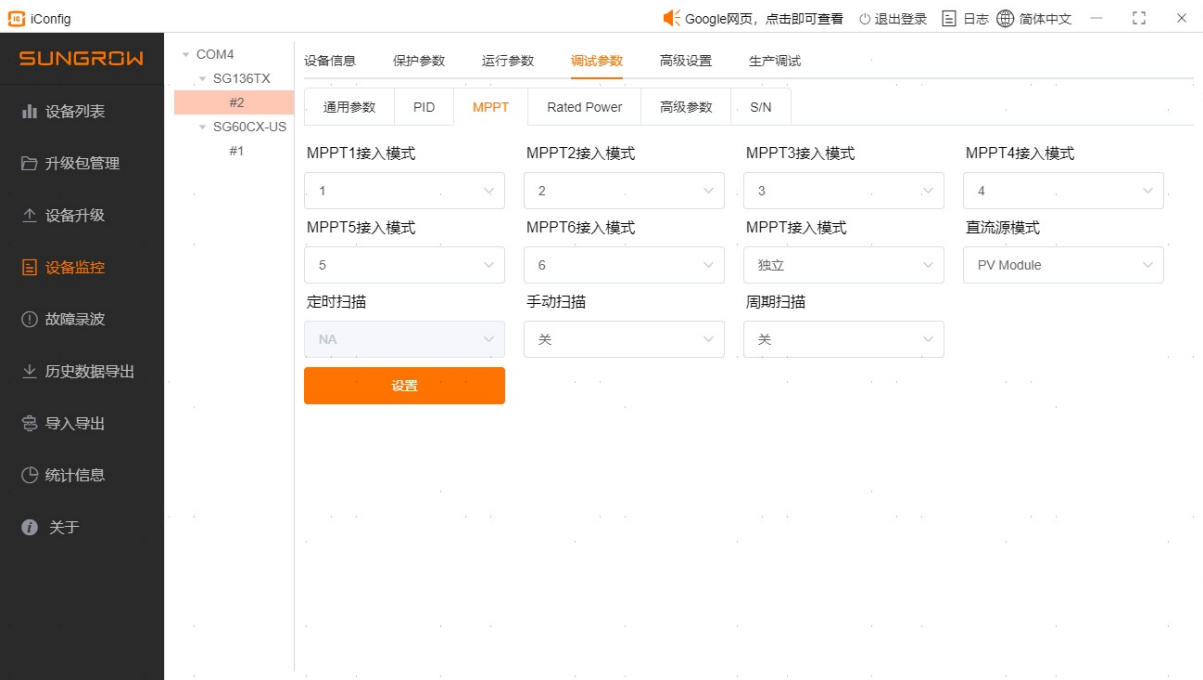 iConfig
Google网页，点击即可查看 退出登录 日志 简体中文
SUNGROW
设备列表
升级包管理
设备升级
设备监控
故障录波
历史数据导出
导入导出
统计信息
关于
COM4
SG136TX
#2
SG60CX-US
#1
设备信息 保护参数 运行参数 调试参数 高级设置 生产调试
通用参数 PID MPPT Rated Power 高级参数 S/N
MPPT1接入模式 MPPT2接入模式 MPPT3接入模式 MPPT4接入模式
1 2 3 4
MPPT5接入模式 MPPT6接入模式 MPPT接入模式 直流源模式
5 6 独立 PV Module
定时扫描 手动扫描 周期扫描
NA 关 关
设置